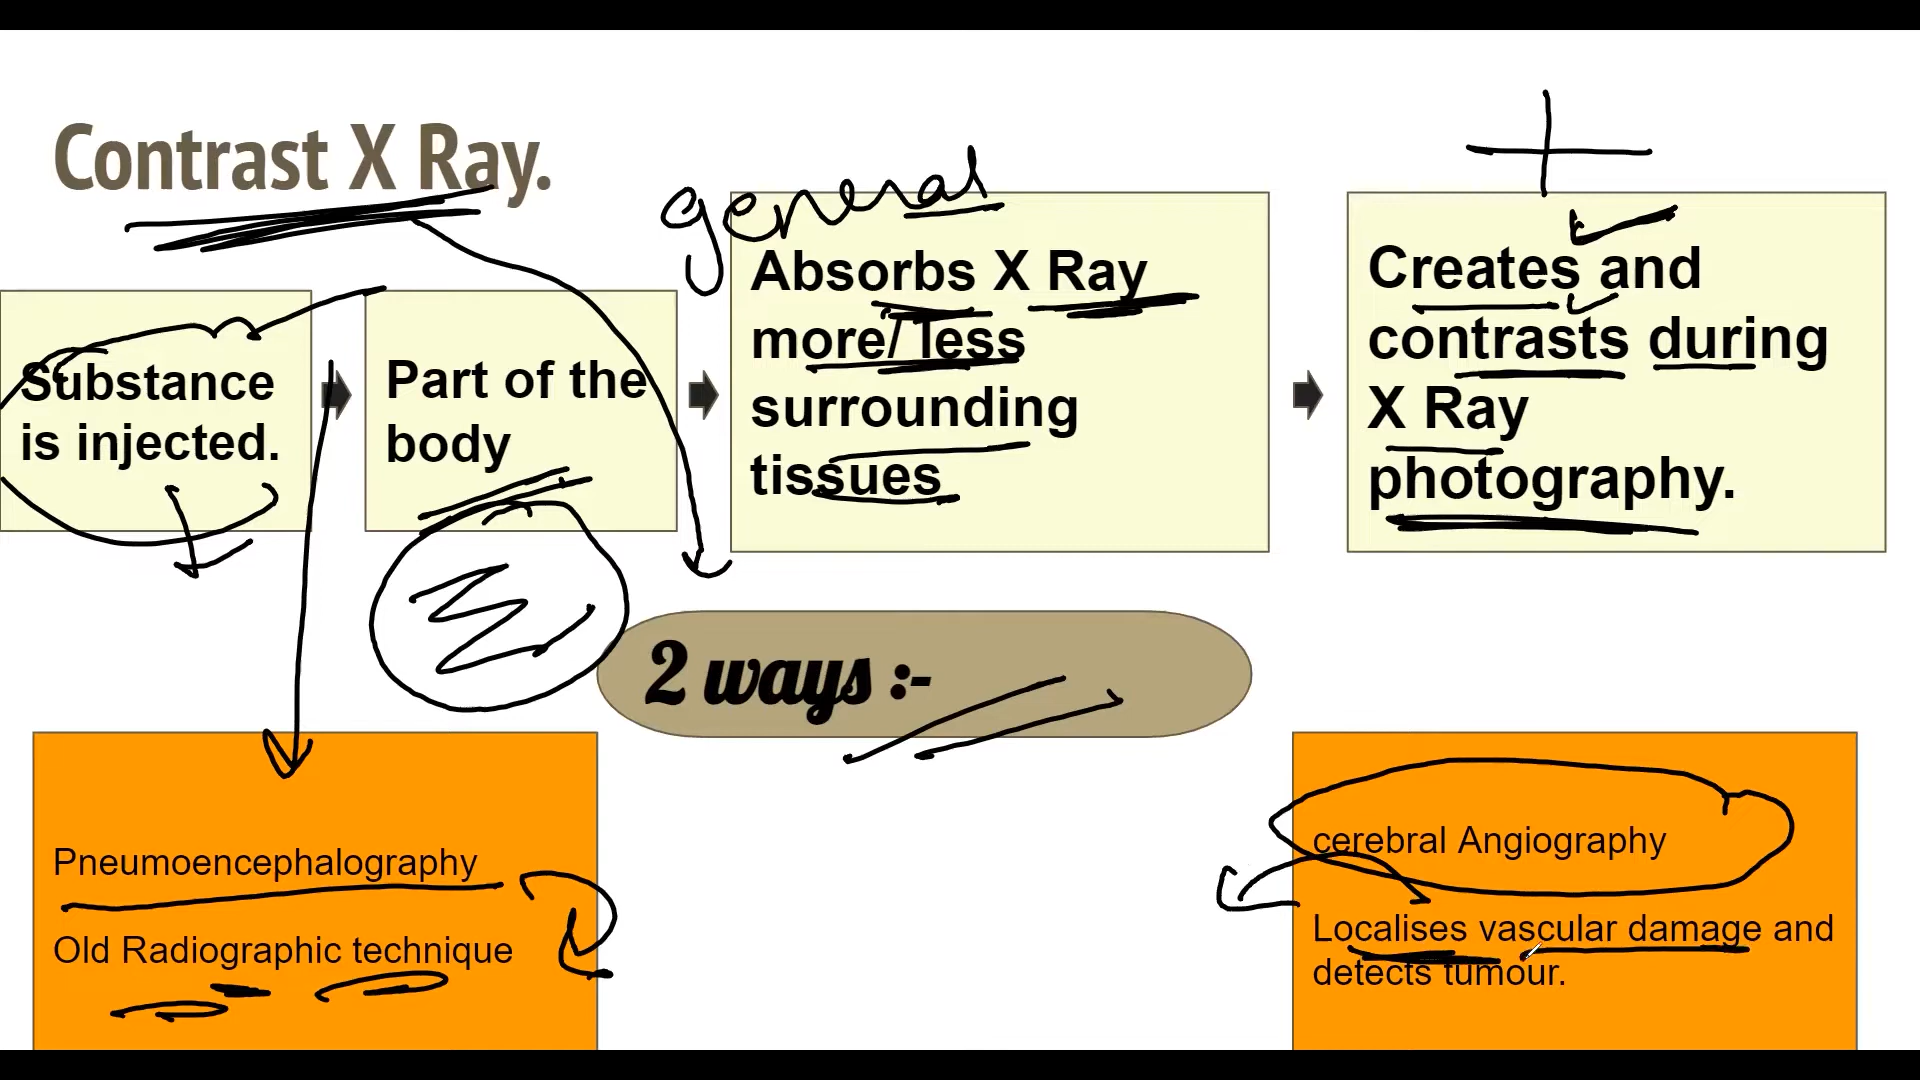 Contrast X Ray.
general
Substance
is injected.
Part of the
body
Absorbs X Ray
more/ less
surrounding
tissues
Creates and
contrasts during
X Ray
photography.
2 ways :-
Pneumoencephalography
Old Radiographic technique
cerebral Angiography
Localises vascular damage and
detects tumour.